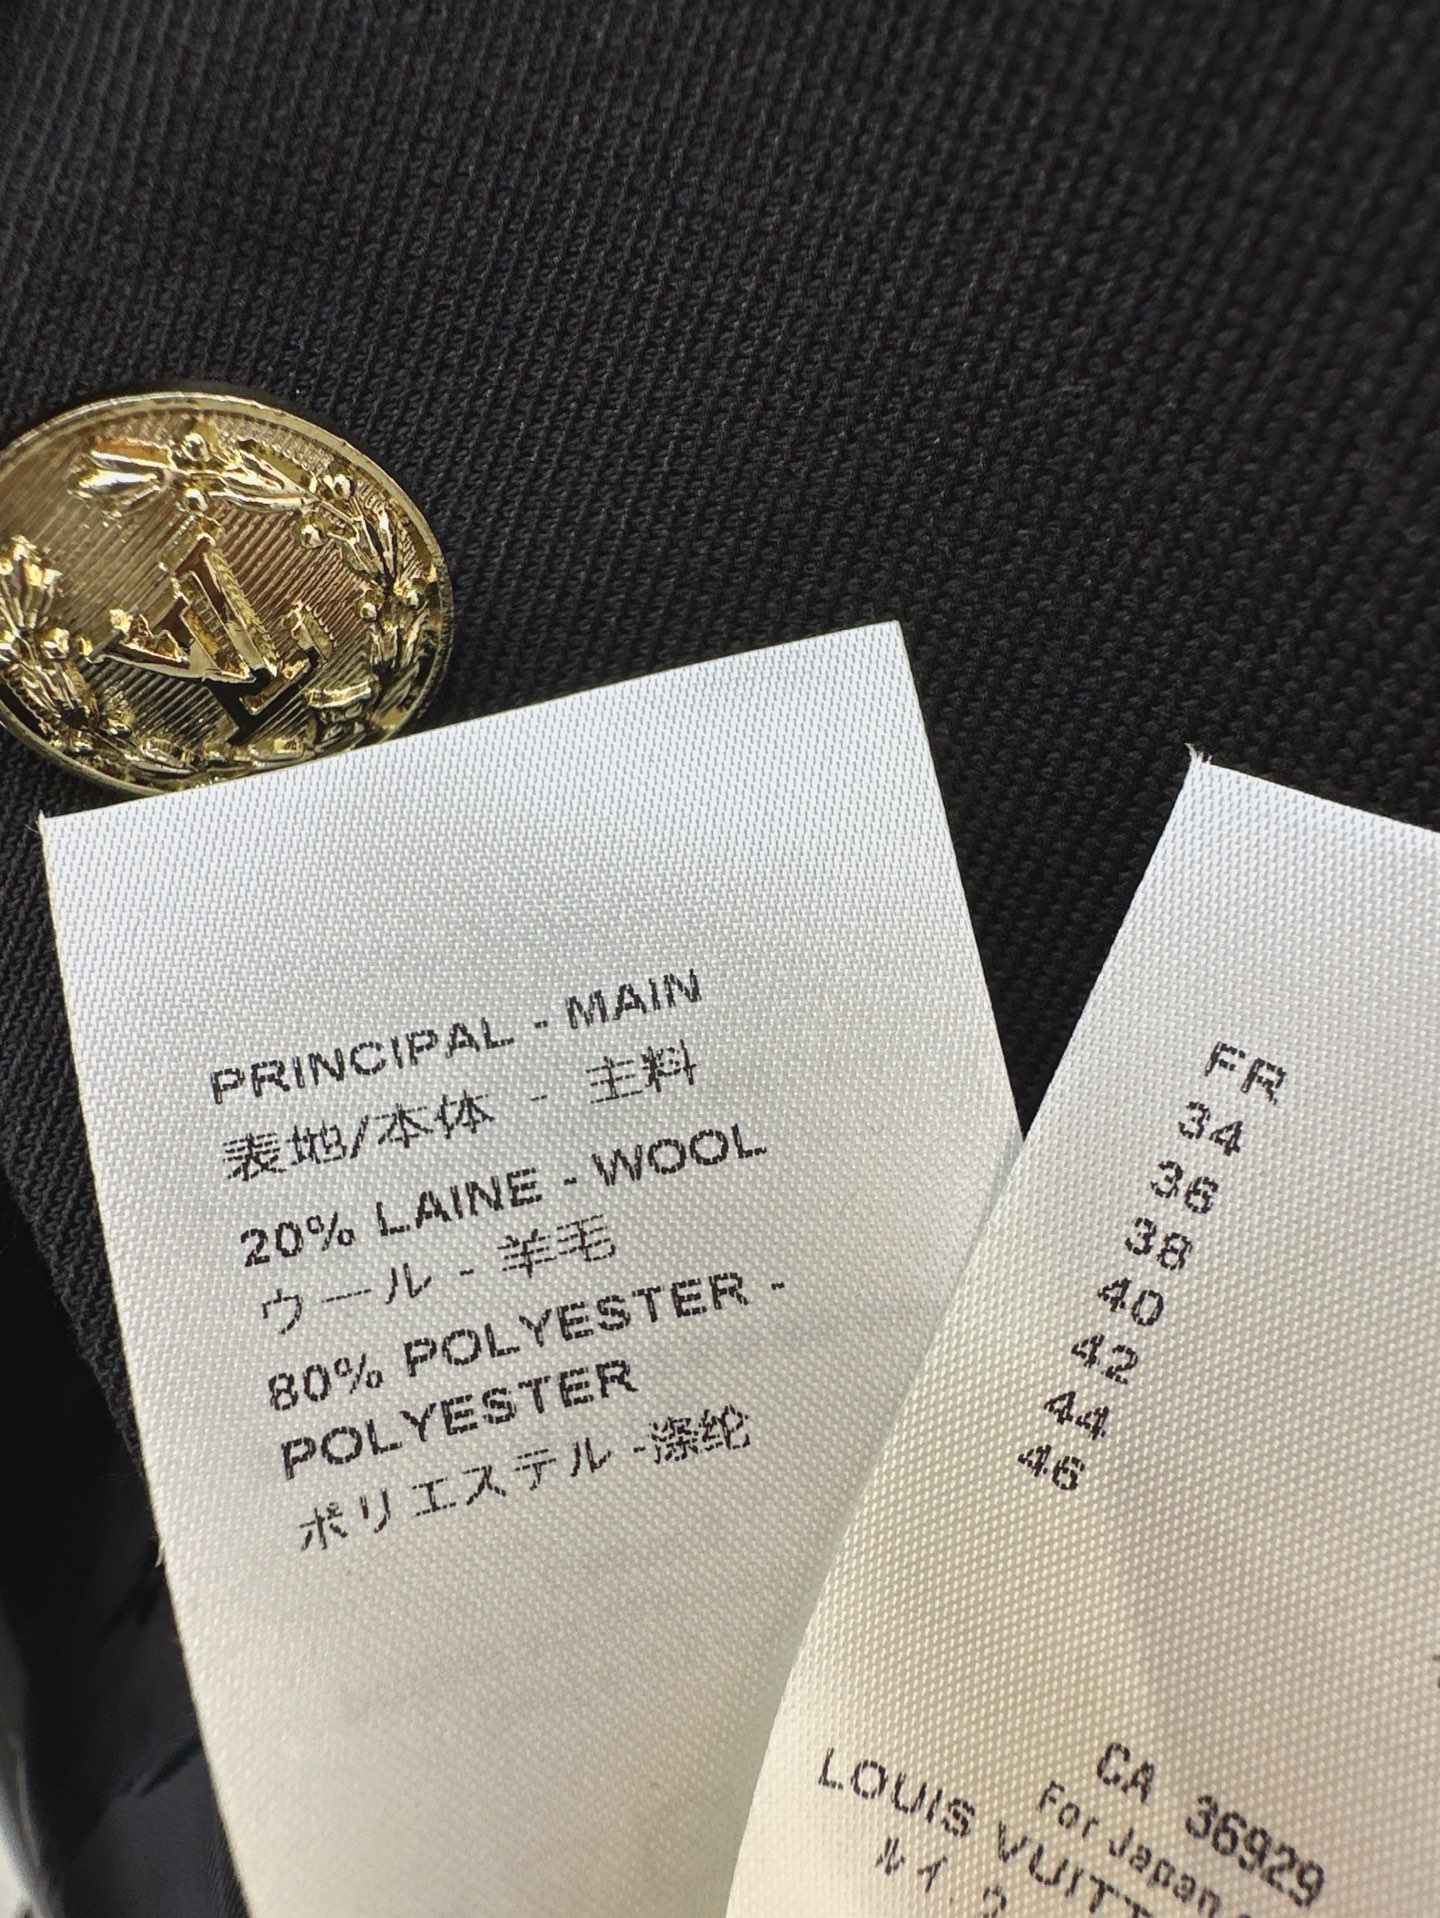 PRINCIPAL - MAIN
表地/本体 - 主料
20% LAINE - WOOL
ウール - 羊毛
80% POLYESTER -
POLYESTER
ポリエステル -涤纶
FR
34
36
38
40
42
44
46
CA 36929
For Japan
LOUIS VUITT
ルイ
LV